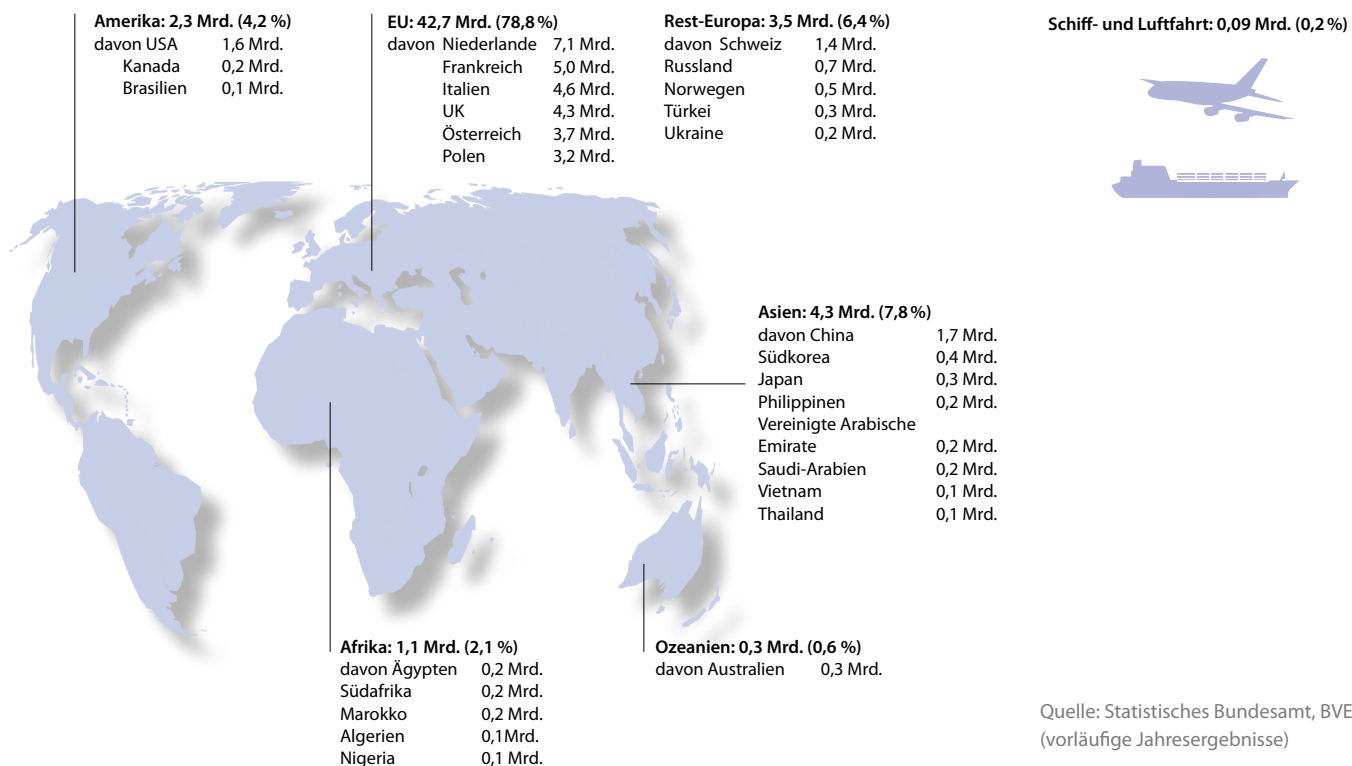 Amerika: 2,3 Mrd. (4,2 %)
davon USA 1,6 Mrd.
Kanada 0,2 Mrd.
Brasilien 0,1 Mrd.
EU: 42,7 Mrd. (78,8 %)
davon Niederlande 7,1 Mrd.
Frankreich 5,0 Mrd.
Italien 4,6 Mrd.
UK 4,3 Mrd.
Österreich 3,7 Mrd.
Polen 3,2 Mrd.
Rest-Europa: 3,5 Mrd. (6,4 %)
davon Schweiz 1,4 Mrd.
Russland 0,7 Mrd.
Norwegen 0,5 Mrd.
Türkei 0,3 Mrd.
Ukraine 0,2 Mrd.
Schiff- und Luftfahrt: 0,09 Mrd. (0,2 %)
Asien: 4,3 Mrd. (7,8 %)
davon China 1,7 Mrd.
Südkorea 0,4 Mrd.
Japan 0,3 Mrd.
Philippinen 0,2 Mrd.
Vereinigte Arabische
Emirate 0,2 Mrd.
Saudi-Arabien 0,2 Mrd.
Vietnam 0,1 Mrd.
Thailand 0,1 Mrd.
Afrika: 1,1 Mrd. (2,1 %)
davon Ägypten 0,2 Mrd.
Südafrika 0,2 Mrd.
Marokko 0,2 Mrd.
Algerien 0,1Mrd.
Nigeria 0,1 Mrd.
Ozeanien: 0,3 Mrd. (0,6 %)
davon Australien 0,3 Mrd.
Quelle: Statistisches Bundesamt, BVE
(vorläufige Jahresergebnisse)